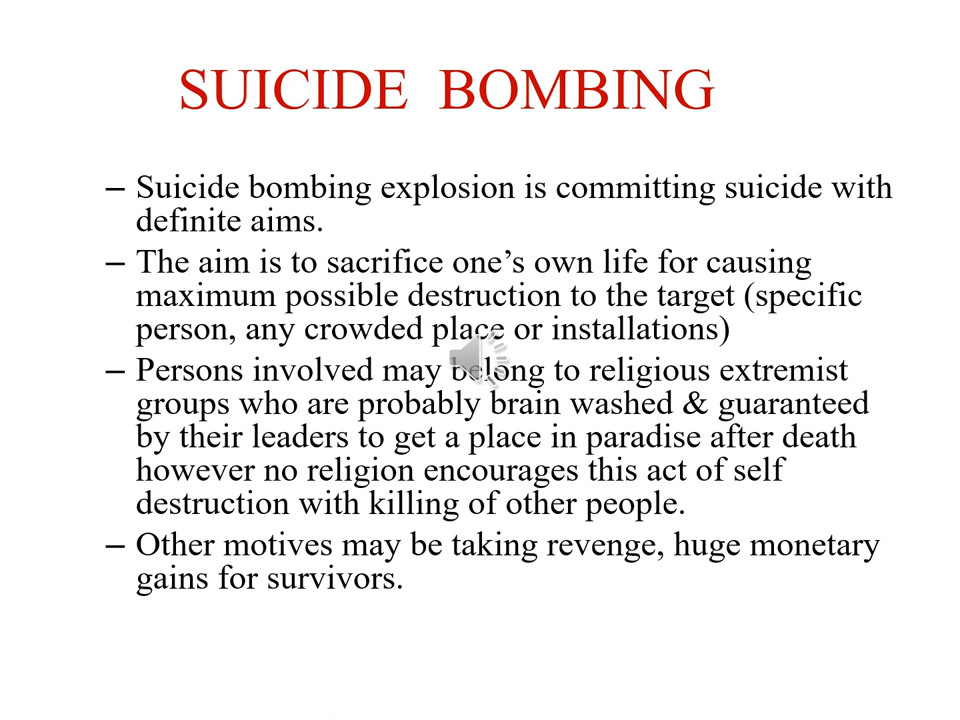 SUICIDE BOMBING
– Suicide bombing explosion is committing suicide with
definite aims.
– The aim is to sacrifice one’s own life for causing
maximum possible destruction to the target (specific
person, any crowded place or installations)
– Persons involved may belong to religious extremist
groups who are probably brain washed & guaranteed
by their leaders to get a place in paradise after death
however no religion encourages this act of self
destruction with killing of other people.
– Other motives may be taking revenge, huge monetary
gains for survivors.